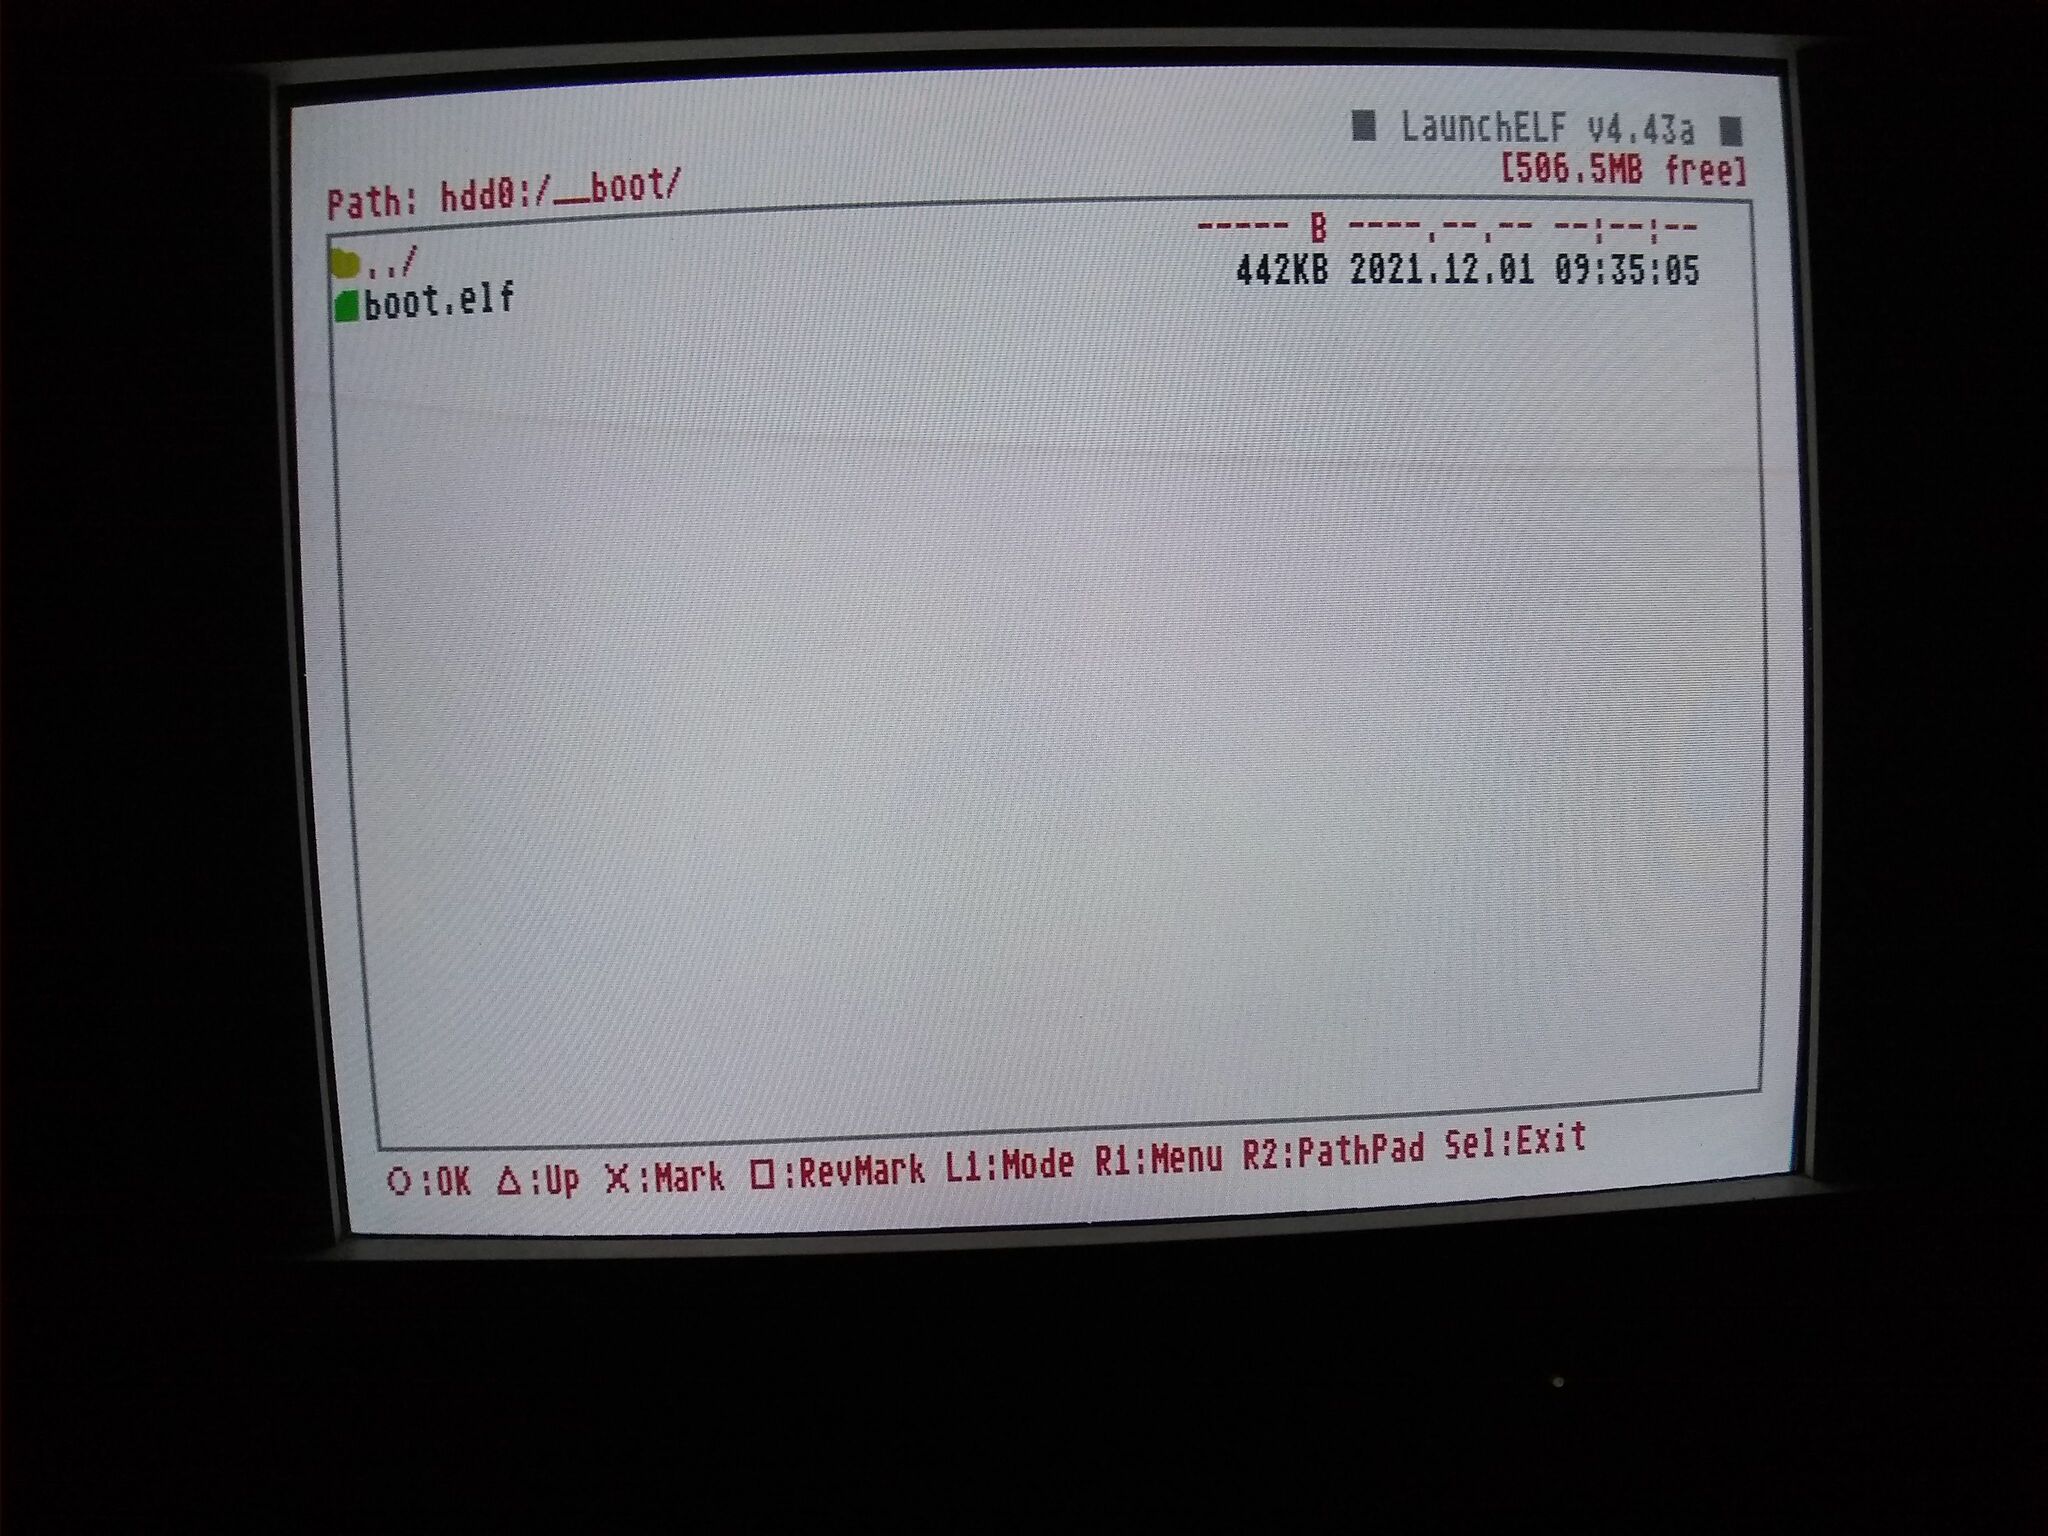 ■ LaunchELF v4.43a ■
Path: hdd0:/__boot/ [506.5MB free]
../ ----- B ----.--.-- --:--:--
boot.elf 442KB 2021.12.01 09:35:05
○:OK △:Up ×:Mark □:RevMark L1:Mode R1:Menu R2:PathPad Sel:Exit